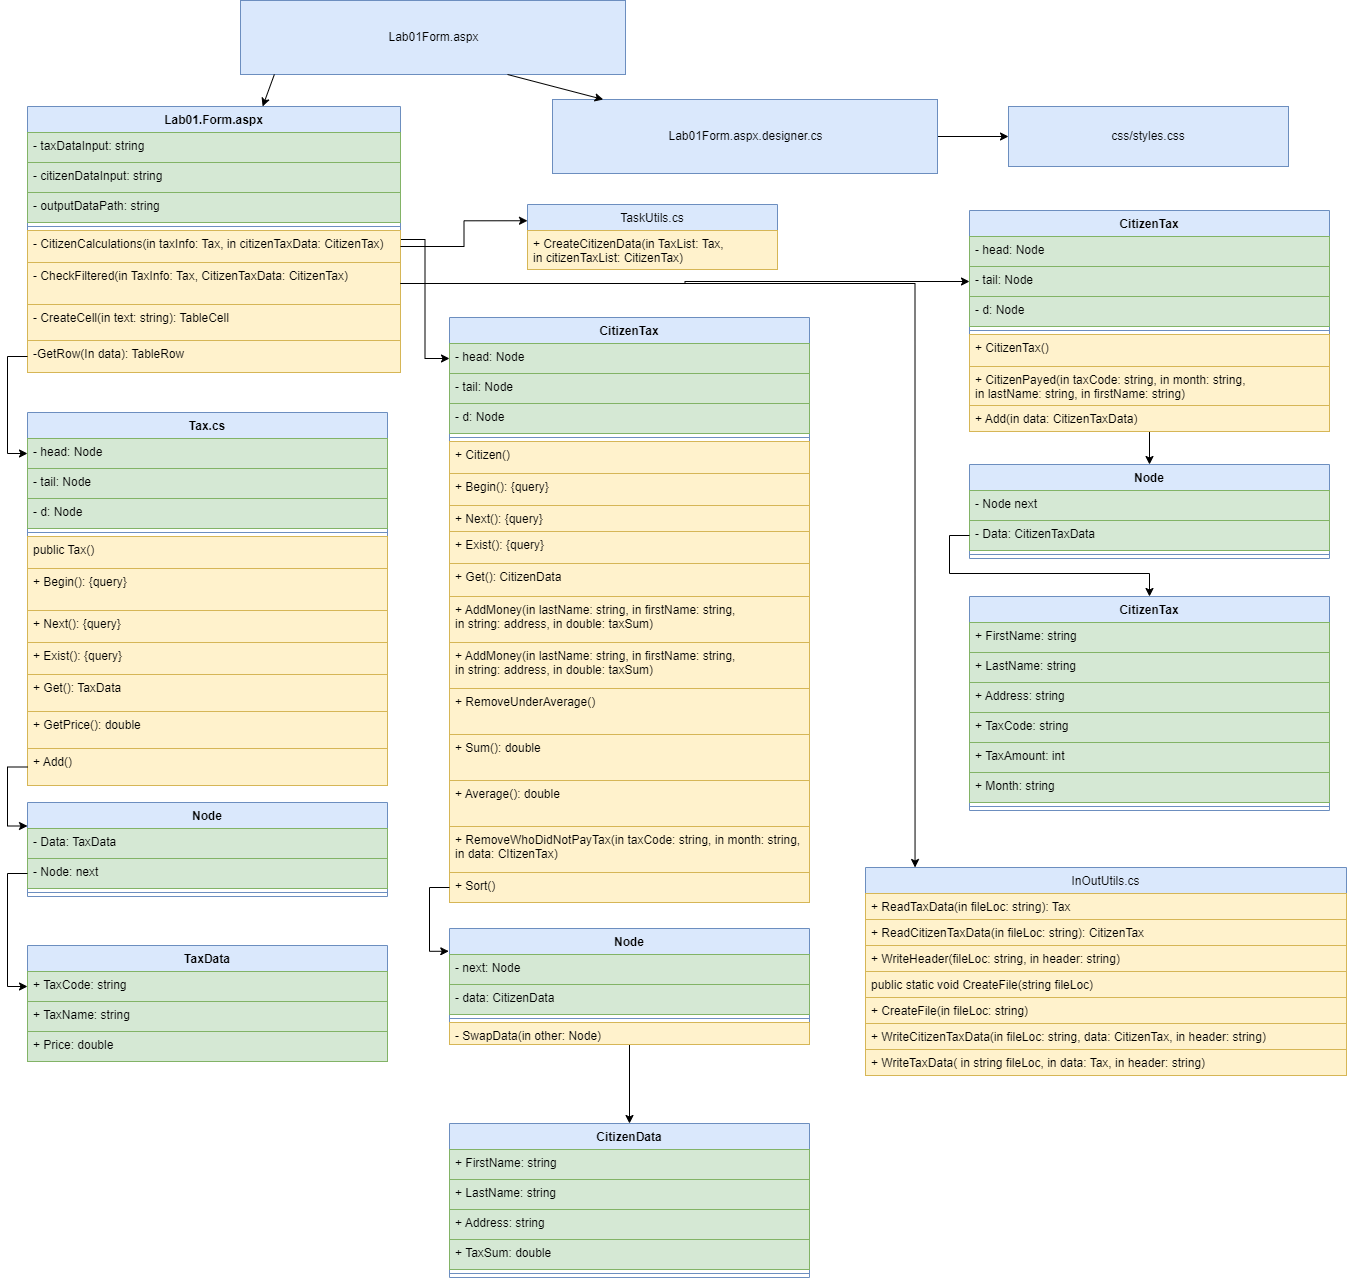 Lab01Form.aspx
Lab01.Form.aspx
- taxDataInput: string
- citizenDataInput: string
- outputDataPath: string
- CitizenCalculations(in taxInfo: Tax, in citizenTaxData: CitizenTax)
- CheckFiltered(in TaxInfo: Tax, CitizenTaxData: CitizenTax)
- CreateCell(in text: string): TableCell
-GetRow(In data): TableRow
Lab01Form.aspx.designer.cs
css/styles.css
TaskUtils.cs
+ CreateCitizenData(in TaxList: Tax,
in citizenTaxList: CitizenTax)
Tax.cs
- head: Node
- tail: Node
- d: Node
public Tax()
+ Begin(): {query}
+ Next(): {query}
+ Exist(): {query}
+ Get(): TaxData
+ GetPrice(): double
+ Add()
Node
- Data: TaxData
- Node: next
TaxData
+ TaxCode: string
+ TaxName: string
+ Price: double
CitizenTax
- head: Node
- tail: Node
- d: Node
+ Citizen()
+ Begin(): {query}
+ Next(): {query}
+ Exist(): {query}
+ Get(): CitizenData
+ AddMoney(in lastName: string, in firstName: string,
in string: address, in double: taxSum)
+ AddMoney(in lastName: string, in firstName: string,
in string: address, in double: taxSum)
+ RemoveUnderAverage()
+ Sum(): double
+ Average(): double
+ RemoveWhoDidNotPayTax(in taxCode: string, in month: string,
in data: CItizenTax)
+ Sort()
Node
- next: Node
- data: CitizenData
- SwapData(in other: Node)
CitizenData
+ FirstName: string
+ LastName: string
+ Address: string
+ TaxSum: double
CitizenTax
- head: Node
- tail: Node
- d: Node
+ CitizenTax()
+ CitizenPayed(in taxCode: string, in month: string,
in lastName: string, in firstName: string)
+ Add(in data: CitizenTaxData)
Node
- Node next
- Data: CitizenTaxData
CitizenTax
+ FirstName: string
+ LastName: string
+ Address: string
+ TaxCode: string
+ TaxAmount: int
+ Month: string
InOutUtils.cs
+ ReadTaxData(in fileLoc: string): Tax
+ ReadCitizenTaxData(in fileLoc: string): CitizenTax
+ WriteHeader(fileLoc: string, in header: string)
public static void CreateFile(string fileLoc)
+ CreateFile(in fileLoc: string)
+ WriteCitizenTaxData(in fileLoc: string, data: CitizenTax, in header: string)
+ WriteTaxData( in string fileLoc, in data: Tax, in header: string)